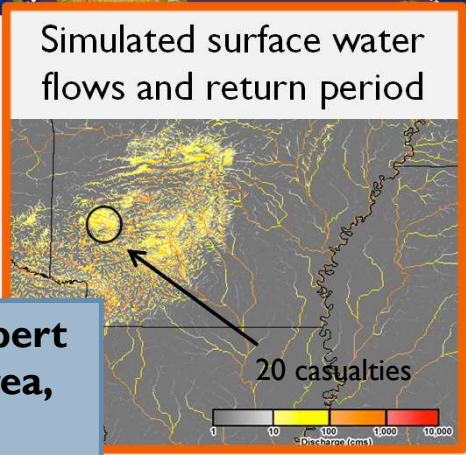 Simulated surface water
flows and return period
20 casualties
1 10 100 1,000 10,000
Discharge (cms)